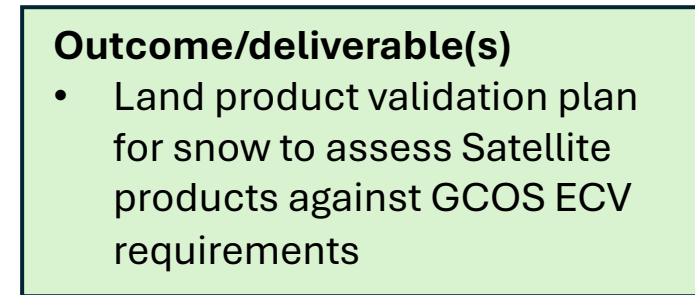 Outcome/deliverable(s)
• Land product validation plan
for snow to assess Satellite
products against GCOS ECV
requirements